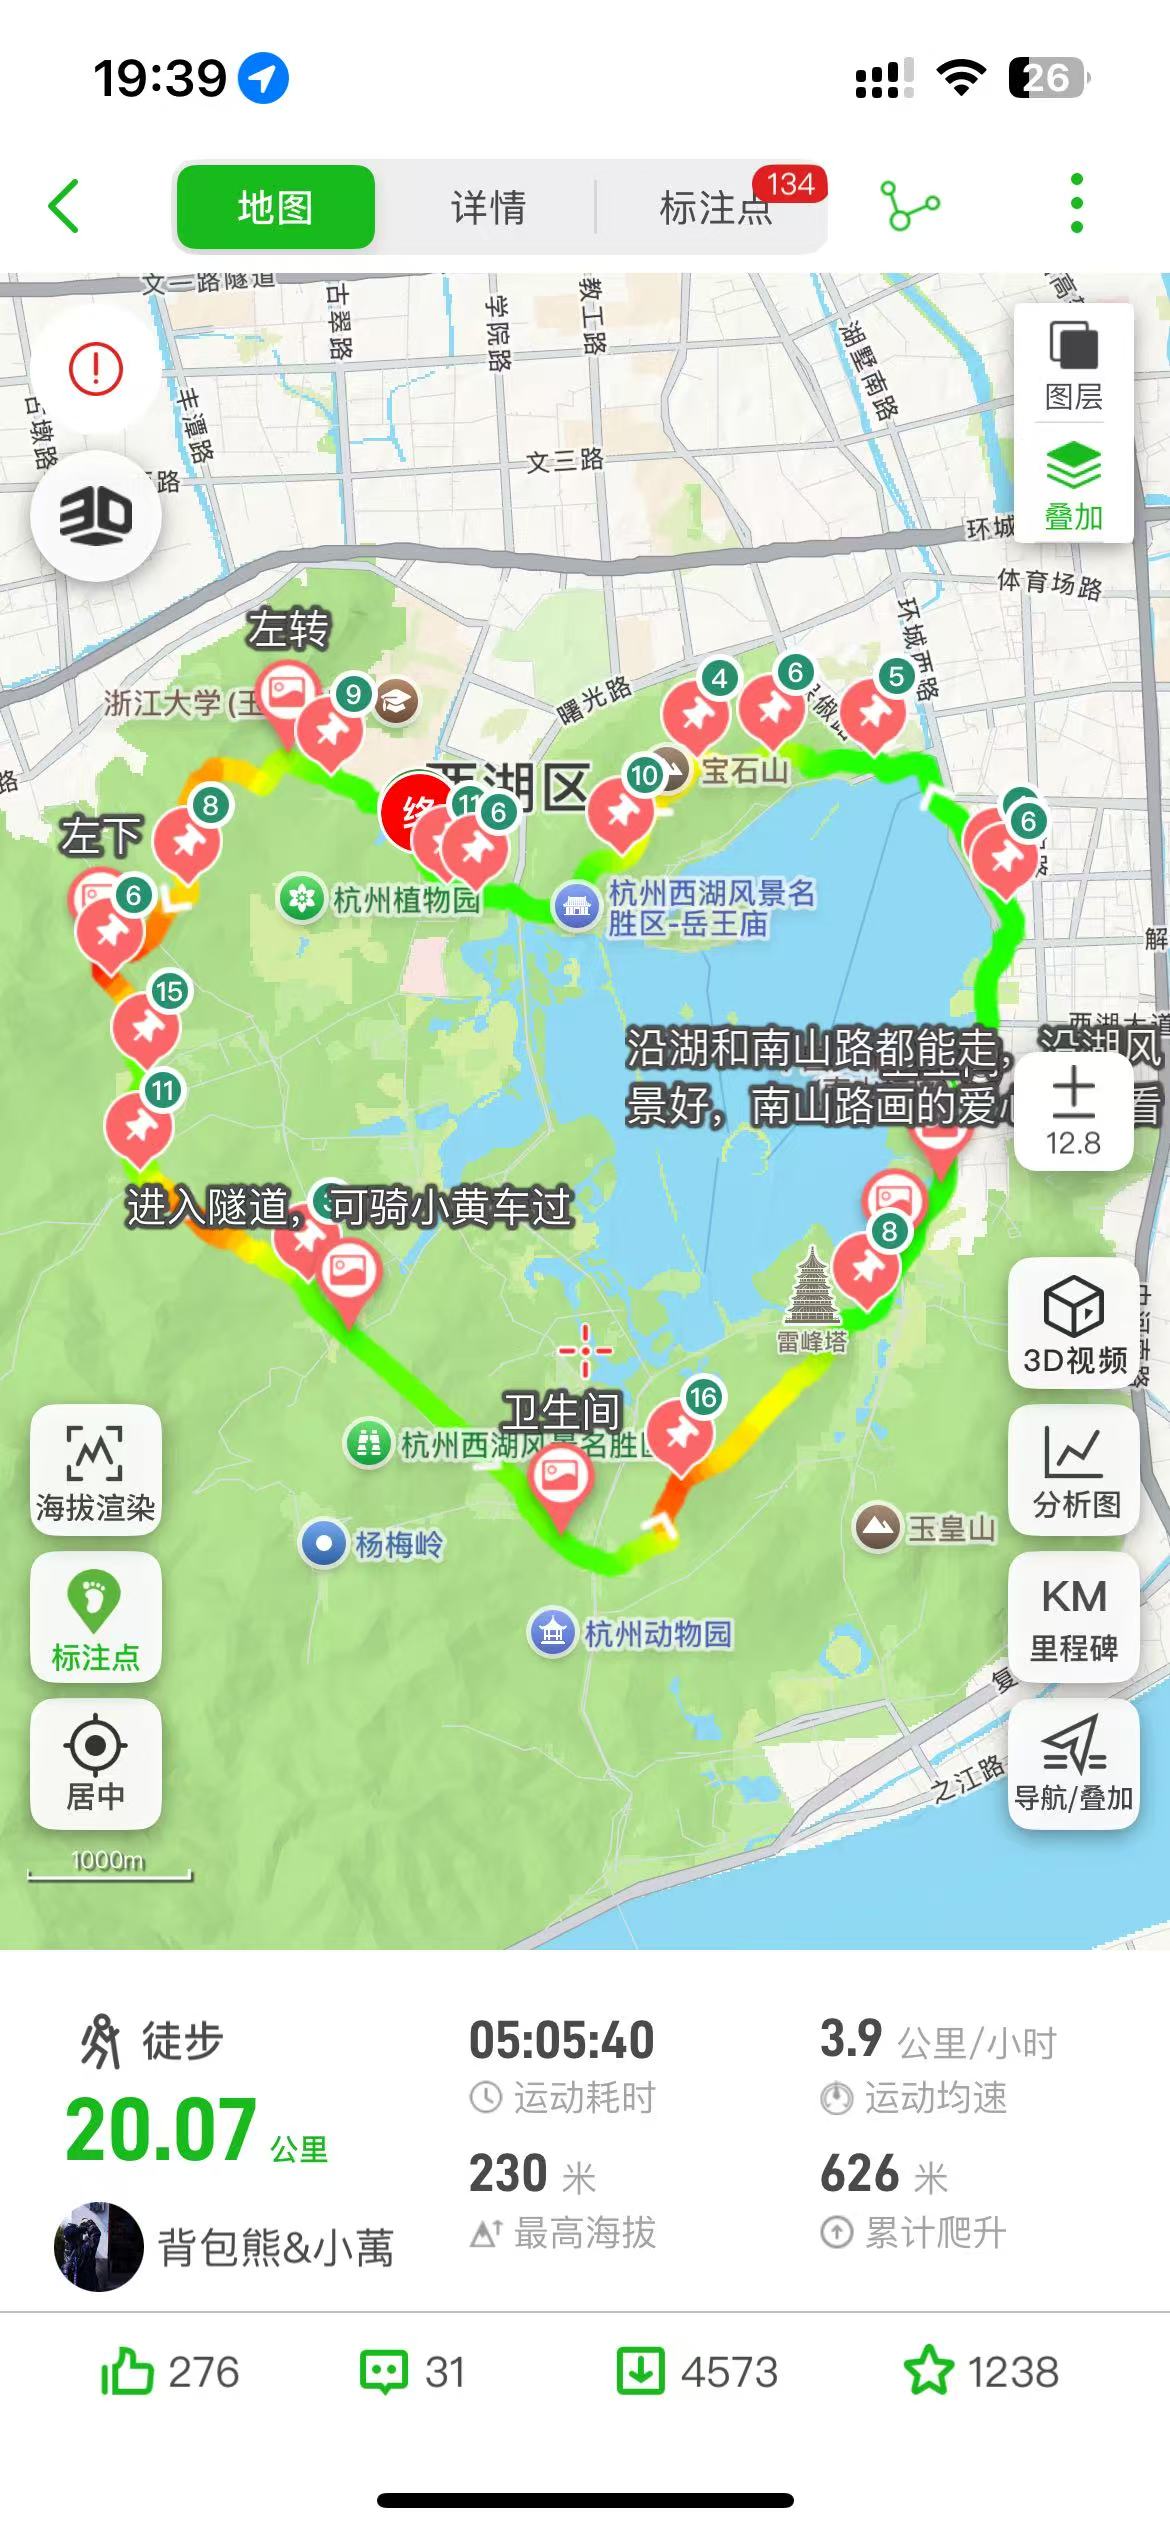 19:39
26
地图
详情
标注点
134
文一路隧道
古翠路
学院路
教工路
湖墅南路
丰潭路
古墩路
图层
叠加
3D
文三路
环城
体育场路
环城西路
左转
浙江大学
9
曙光路
4
6
5
宝石山
西湖区
10
终
11
6
8
左下
6
6
杭州植物园
杭州西湖风景名
胜区-岳王庙
15
11
沿湖和南山路都能走，沿湖风
景好，南山路画的爱心
看
12.8
进入隧道，可骑小黄车过
8
雷峰塔
3D视频
卫生间
16
杭州西湖风景名胜
海拔渲染
分析图
杨梅岭
玉皇山
KM
里程碑
标注点
杭州动物园
居中
之江路
导航/叠加
1000m
徒步
05:05:40
3.9 公里/小时
运动耗时
运动均速
20.07 公里
230 米
626 米
最高海拔
累计爬升
背包熊&小萬
276
31
4573
1238